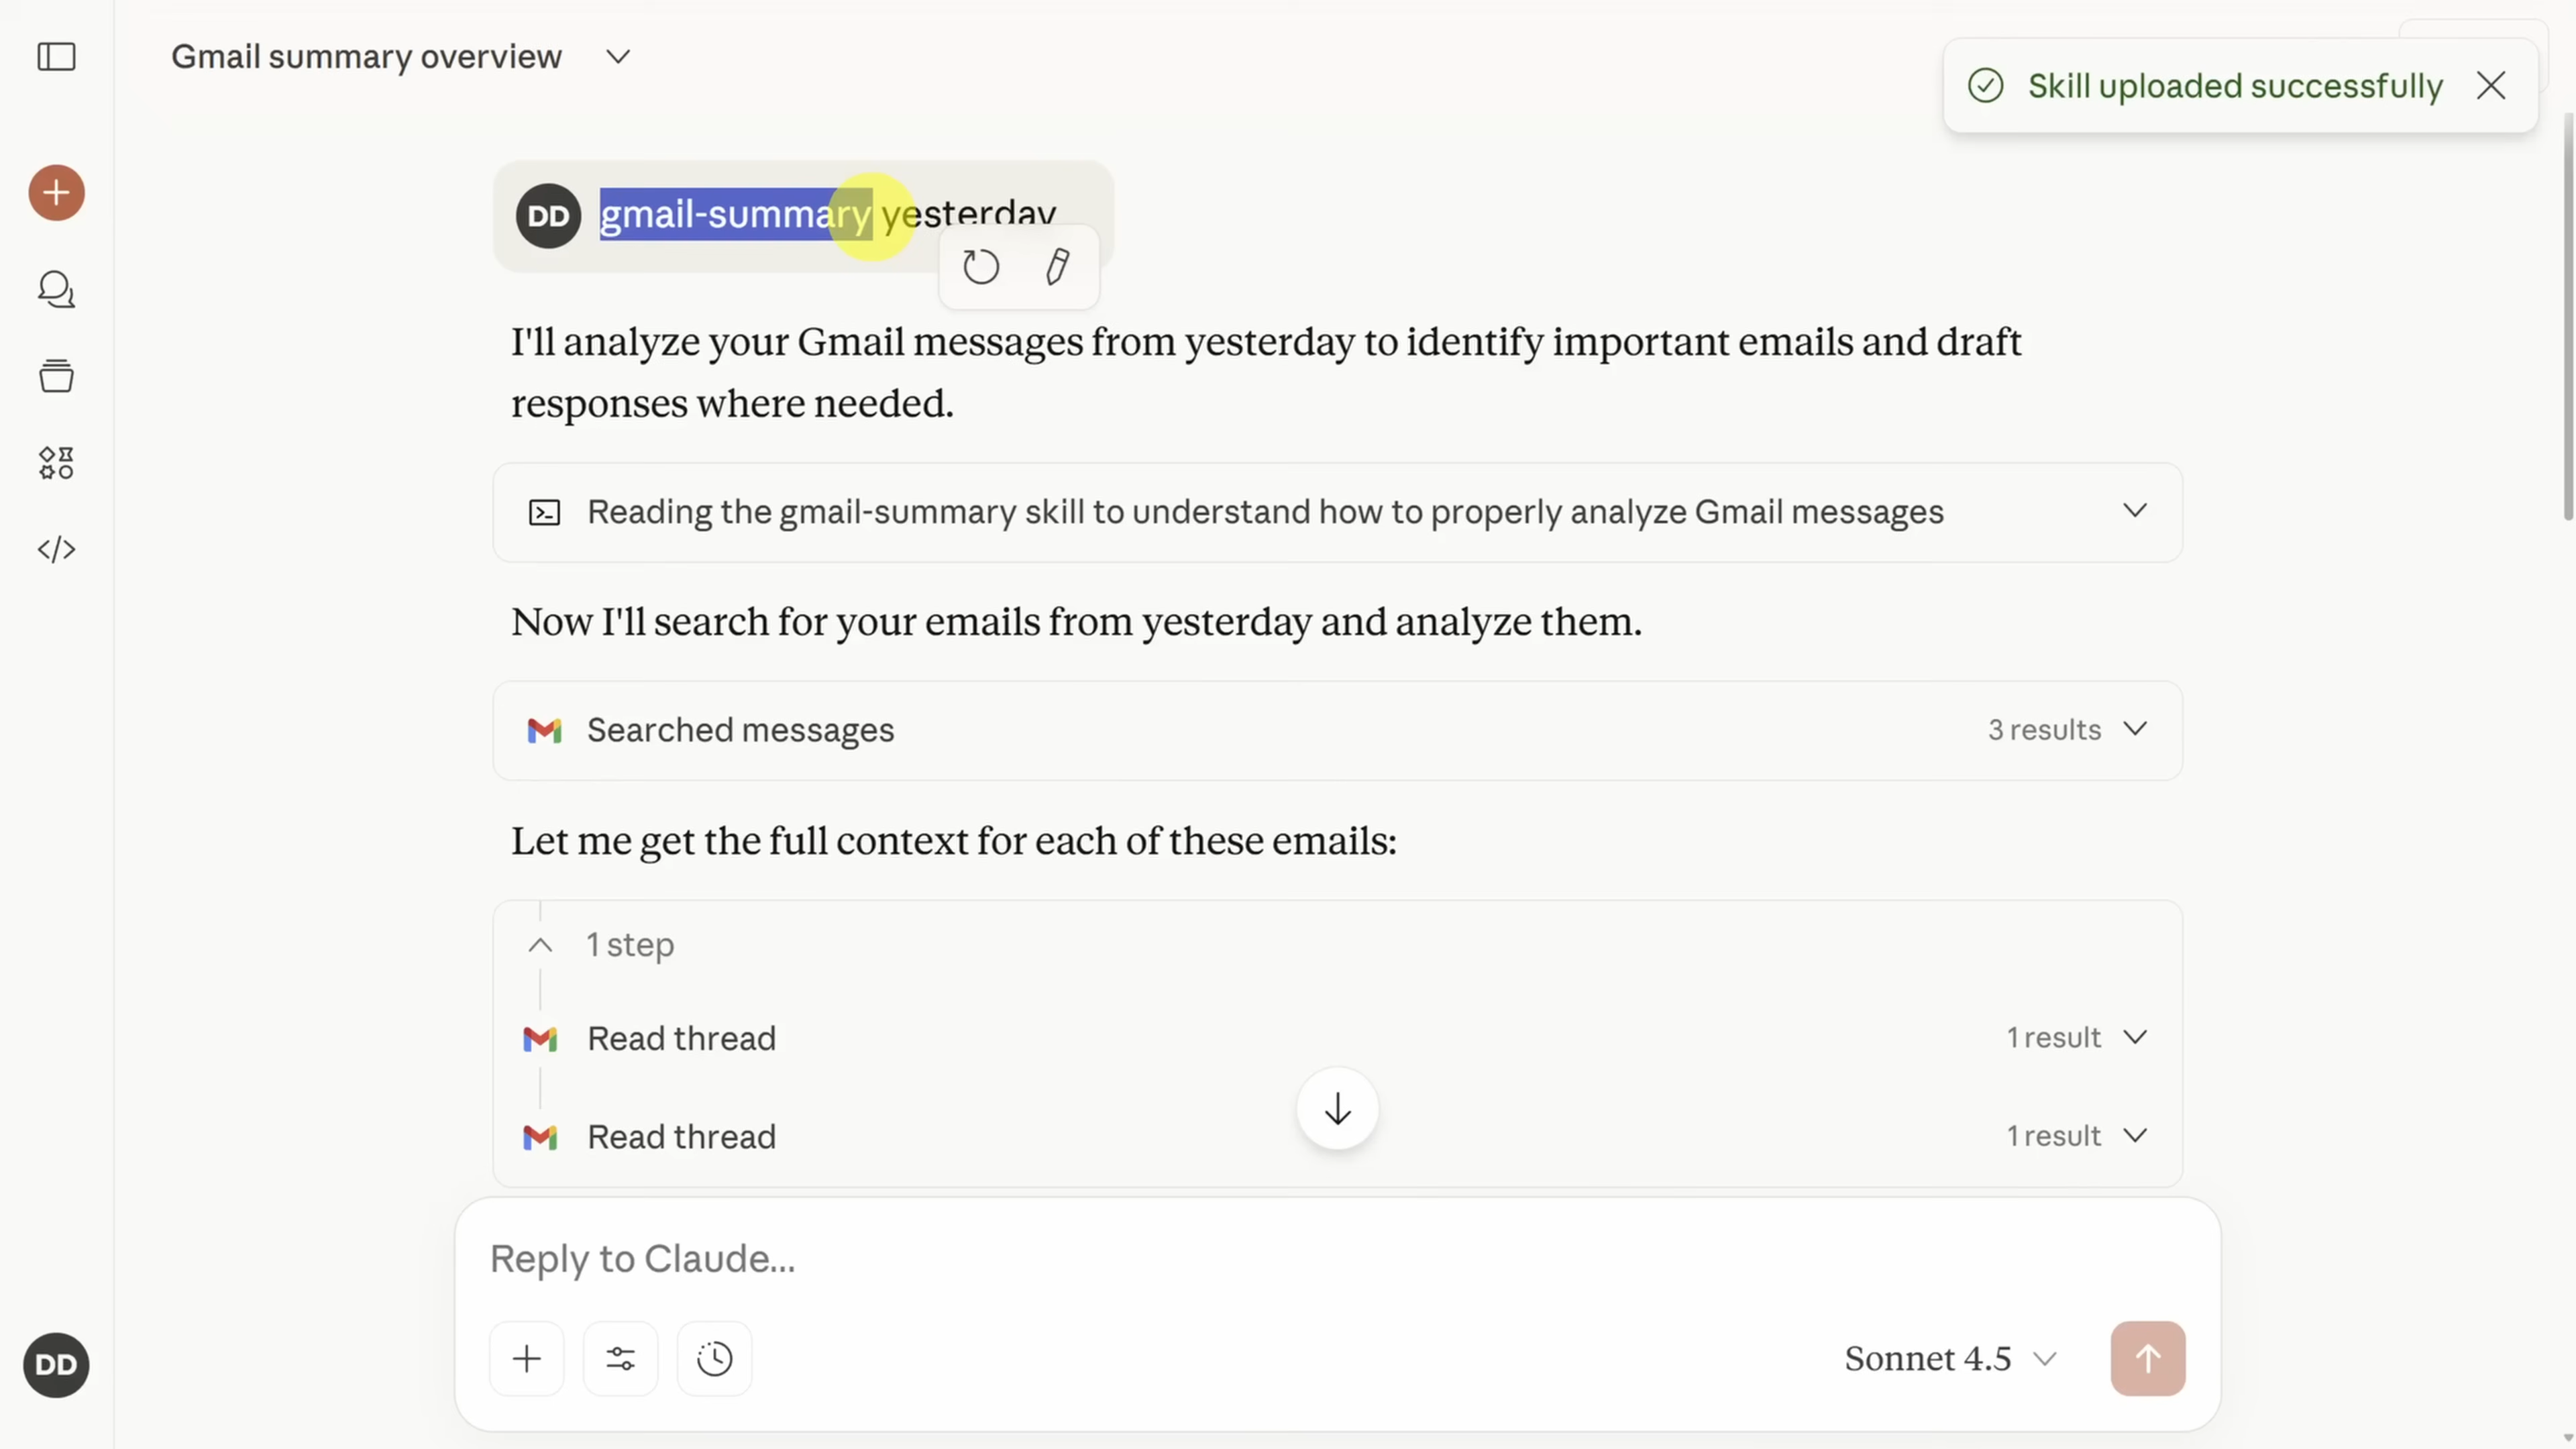 Gmail summary overview
Skill uploaded successfully
DD
gmail-summary yesterday
I'll analyze your Gmail messages from yesterday to identify important emails and draft
responses where needed.
Reading the gmail-summary skill to understand how to properly analyze Gmail messages
Now I'll search for your emails from yesterday and analyze them.
Searched messages
3 results
Let me get the full context for each of these emails:
1 step
Read thread
1 result
Read thread
1 result
Reply to Claude...
Sonnet 4.5
DD